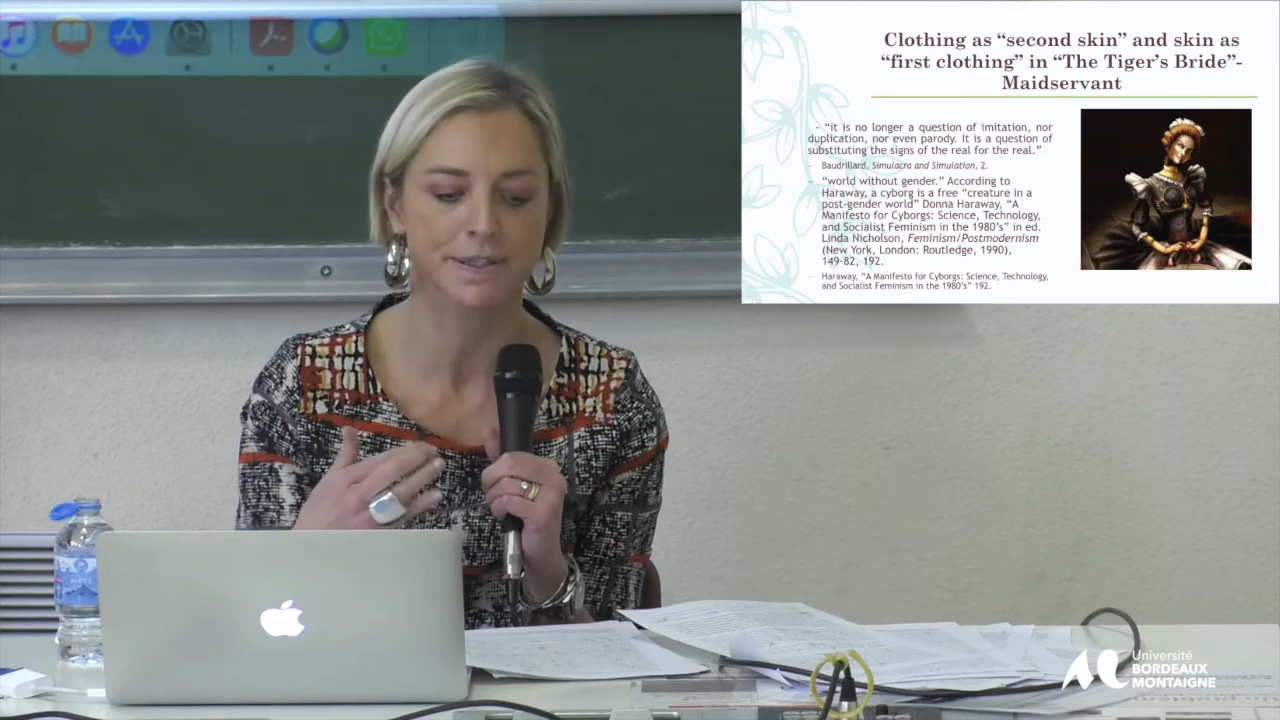 Clothing as “second skin” and skin as
“first clothing” in “The Tiger’s Bride”-
Maidservant
- “it is no longer a question of imitation, nor
duplication, nor even parody. It is a question of
substituting the signs of the real for the real.”
– Baudrillard, Simulacra and Simulation, 2.
– “world without gender.” According to
Haraway, a cyborg is a free “creature in a
post-gender world” Donna Haraway, “A
Manifesto for Cyborgs: Science, Technology,
and Socialist Feminism in the 1980’s” in ed.
Linda Nicholson, Feminism/Postmodernism
(New York, London: Routledge, 1990),
149-82, 192.
– Haraway, “A Manifesto for Cyborgs: Science, Technology,
and Socialist Feminism in the 1980’s” 192.
Université
BORDEAUX
MONTAIGNE